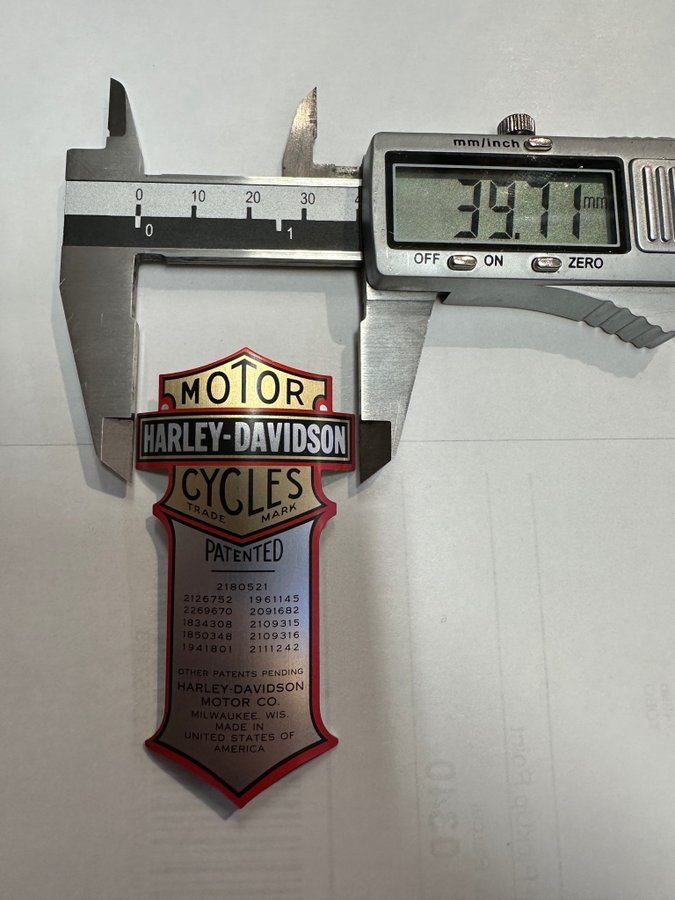 mm/inch
39.71 mm
OFF ON ZERO
0 10 20 30
0 1
MOTOR
HARLEY-DAVIDSON
CYCLES
TRADE MARK
PATENTED
2180521
2126752 1961145
2269670 2091682
1834308 2109315
1850348 2109316
1941801 2111242
OTHER PATENTS PENDING
HARLEY-DAVIDSON
MOTOR CO.
MILWAUKEE. WIS.
MADE IN
UNITED STATES OF
AMERICA